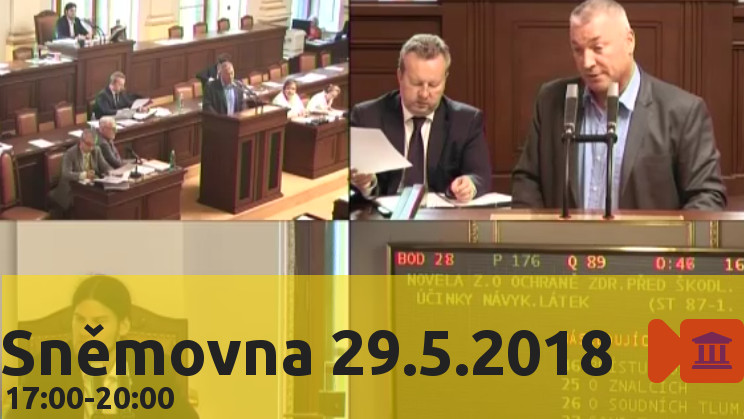 BOD 28 P 176 Q 89 0:46 16
NOVELA Z.O OCHRANĚ ZDR.PŘED ŠKODL.
ÚČINKY NÁVYK.LÁTEK (ST 87-1.
Sněmovna 29.5.2018
25 O ZNALCÍCH
17:00-20:00
26 O SOUDNÍCH TLUM